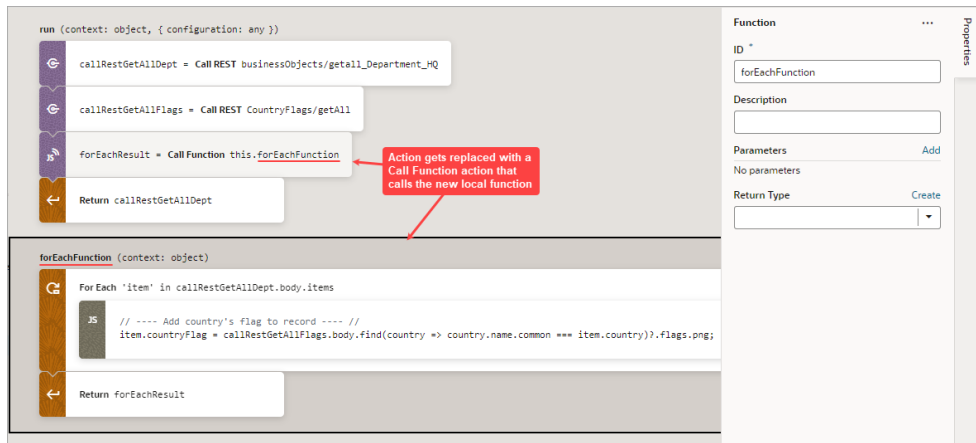 run (context: object, { configuration: any })
callRestGetAllDept = Call REST businessObjects/getall_Department_HQ
callRestGetAllFlags = Call REST CountryFlags/getAll
JS
forEachResult = Call Function this.forEachFunction
Return callRestGetAllDept
Action gets replaced with a
Call Function action that
calls the new local function
forEachFunction (context: object)
For Each 'item' in callRestGetAllDept.body.items
JS
// ---- Add country's flag to record ---- //
item.countryFlag = callRestGetAllFlags.body.find(country => country.name.common === item.country)?.flags.png;
Return forEachResult
Function
ID *
forEachFunction
Description
Parameters Add
No parameters
Return Type Create
Properties